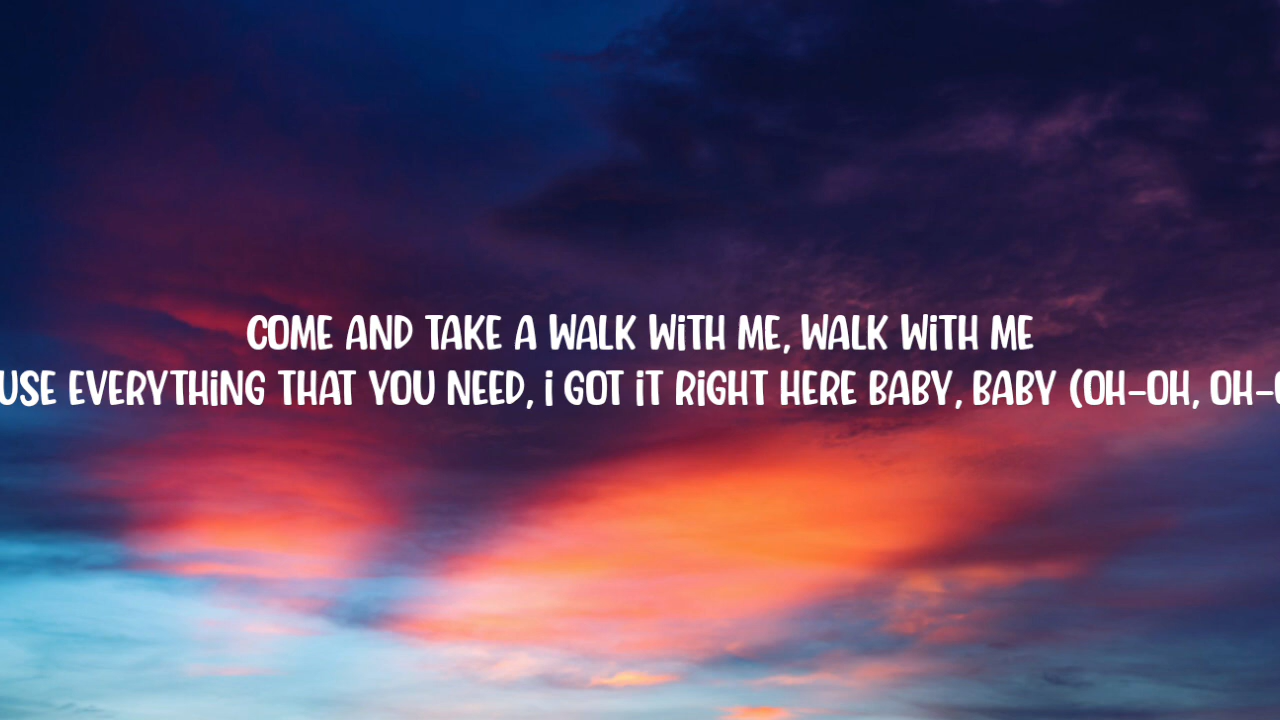 COME AND TAKE A WALK WiTH ME, WALK WiTH ME
USE EVERYTHiNG THAT YOU NEED, i GOT iT RiGHT HERE BABY, BABY (OH-OH, OH-